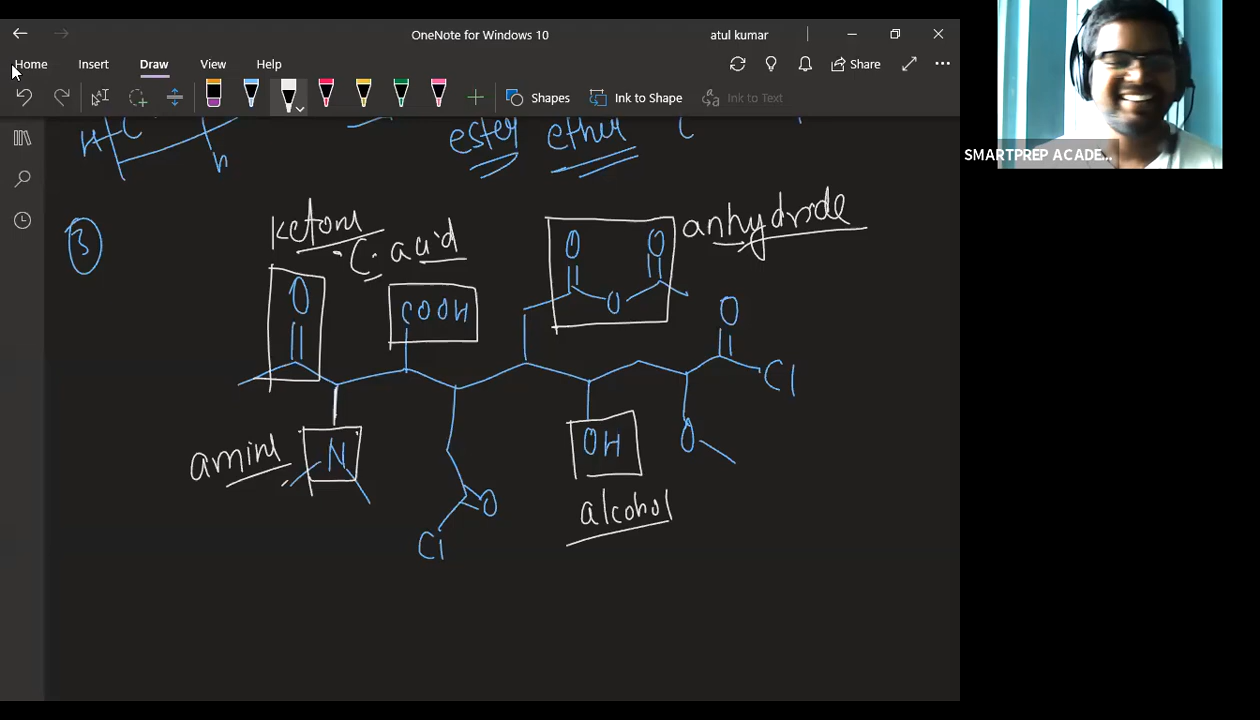 OneNote for Windows 10
atul kumar
Home Insert Draw View Help
Share
Shapes Ink to Shape Ink to Text
SMARTPREP ACADE...
ester ether
3
ketone
C. acid
anhydride
O
COOH
O O
O
O
Cl
amine
N
OH
O
O
Cl
alcohol